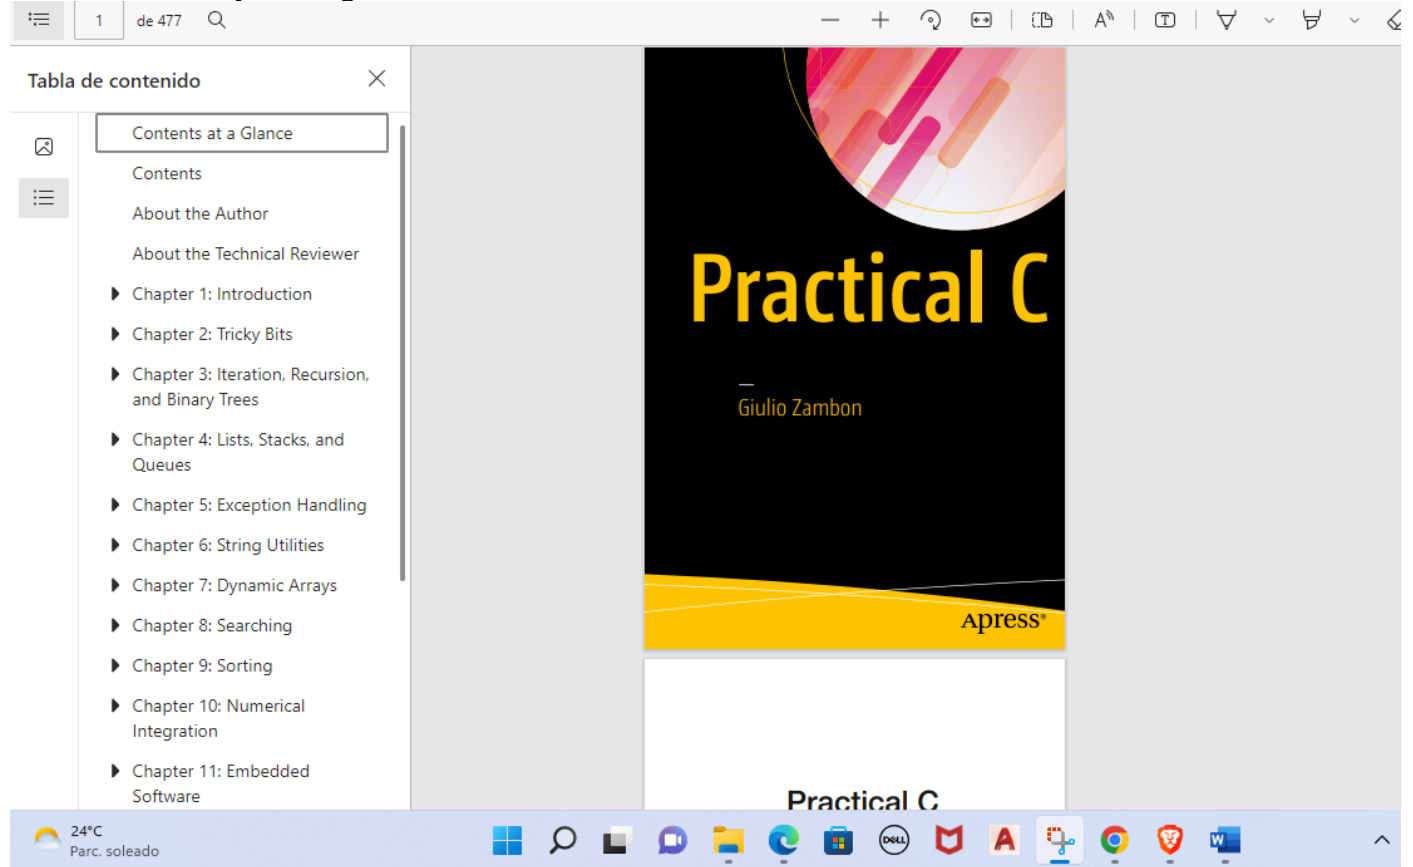 1 de 477
Tabla de contenido
Contents at a Glance
Contents
About the Author
About the Technical Reviewer
Chapter 1: Introduction
Chapter 2: Tricky Bits
Chapter 3: Iteration, Recursion,
and Binary Trees
Chapter 4: Lists, Stacks, and
Queues
Chapter 5: Exception Handling
Chapter 6: String Utilities
Chapter 7: Dynamic Arrays
Chapter 8: Searching
Chapter 9: Sorting
Chapter 10: Numerical
Integration
Chapter 11: Embedded
Software
Practical C
Giulio Zambon
Apress®
Practical C
24°C
Parc. soleado
DELL